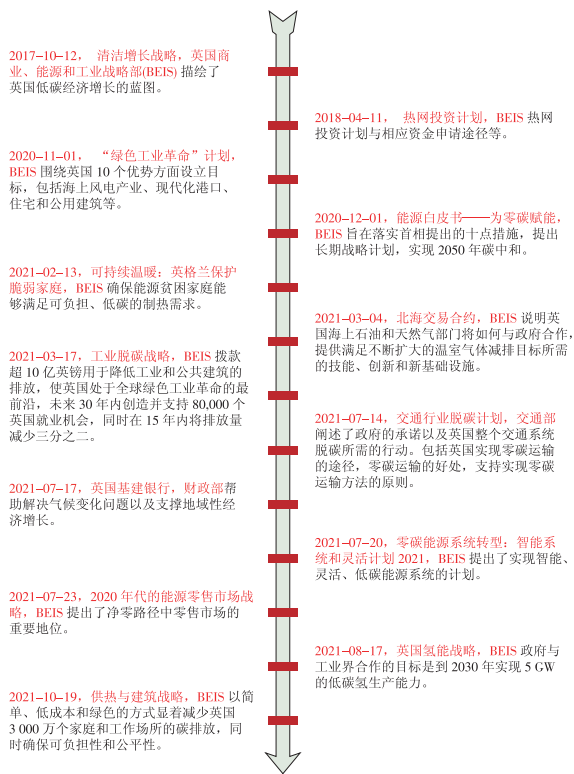 2017–10–12， 清洁增长战略，英国商
业、能源和工业战略部(BEIS) 描绘了
英国低碳经济增长的蓝图。
2018–04–11， 热网投资计划，BEIS 热网
投资计划与相应资金申请途径等。
2020–11–01， “绿色工业革命”计划，
BEIS 围绕英国 10 个优势方面设立目
标，包括海上风电产业、现代化港口、
住宅和公用建筑等。
2020–12–01，能源白皮书——为零碳赋能，
BEIS 旨在落实首相提出的十点措施，提出
长期战略计划，实现 2050 年碳中和。
2021–02–13，可持续温暖：英格兰保护
脆弱家庭，BEIS 确保能源贫困家庭能
够满足可负担、低碳的制热需求。
2021–03–04，北海交易合约，BEIS 说明英
国海上石油和天然气部门将如何与政府合作，
提供满足不断扩大的温室气体减排目标所需
的技能、创新和新基础设施。
2021–03–17，工业脱碳战略，BEIS 拨款
超 10 亿英镑用于降低工业和公共建筑的
排放，使英国处于全球绿色工业革命的最
前沿，未来 30 年内创造并支持 80,000 个
英国就业机会，同时在 15 年内将排放量
减少三分之二。
2021–07–14，交通行业脱碳计划，交通部
阐述了政府的承诺以及英国整个交通系统
脱碳所需的行动。包括英国实现零碳运输
的途径，零碳运输的好处，支持实现零碳
运输方法的原则。
2021–07–17，英国基建银行，财政部帮
助解决气候变化问题以及支撑地域性经
济增长。
2021–07–20，零碳能源系统转型：智能系
统和灵活计划 2021，BEIS 提出了实现智能、
灵活、低碳能源系统的计划。
2021–07–23，2020 年代的能源零售市场战
略，BEIS 提出了净零路径中零售市场的
重要地位。
2021–08–17，英国氢能战略，BEIS 政府与
工业界合作的目标是到 2030 年实现 5 GW
的低碳氢生产能力。
2021–10–19，供热与建筑战略，BEIS 以简
单、低成本和绿色的方式显着减少英国
3 000 万个家庭和工作场所的碳排放，同
时确保可负担性和公平性。